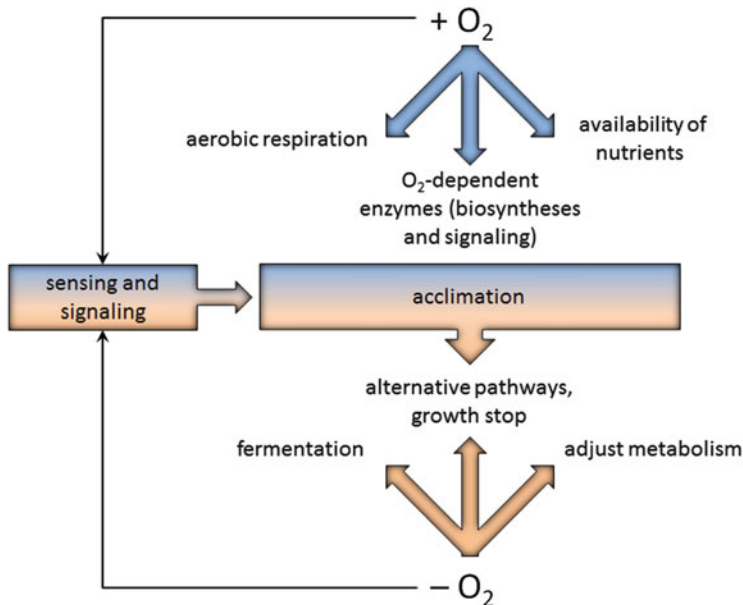 + O₂
aerobic respiration
availability of
nutrients
O₂-dependent
enzymes (biosyntheses
and signaling)
sensing and
signaling
acclimation
alternative pathways,
growth stop
fermentation
adjust metabolism
− O₂